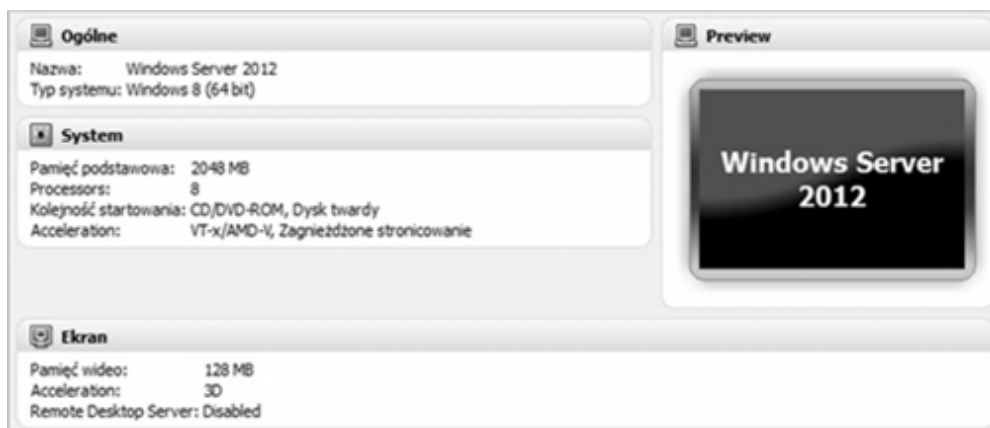 Ogólne
Nazwa: Windows Server 2012
Typ systemu: Windows 8 (64 bit)
System
Pamięć podstawowa: 2048 MB
Processors: 8
Kolejność startowania: CD/DVD-ROM, Dysk twardy
Acceleration: VT-x/AMD-V, Zagnieżdżone stronicowanie
Preview
Windows Server
2012
Ekran
Pamięć wideo: 128 MB
Acceleration: 3D
Remote Desktop Server: Disabled